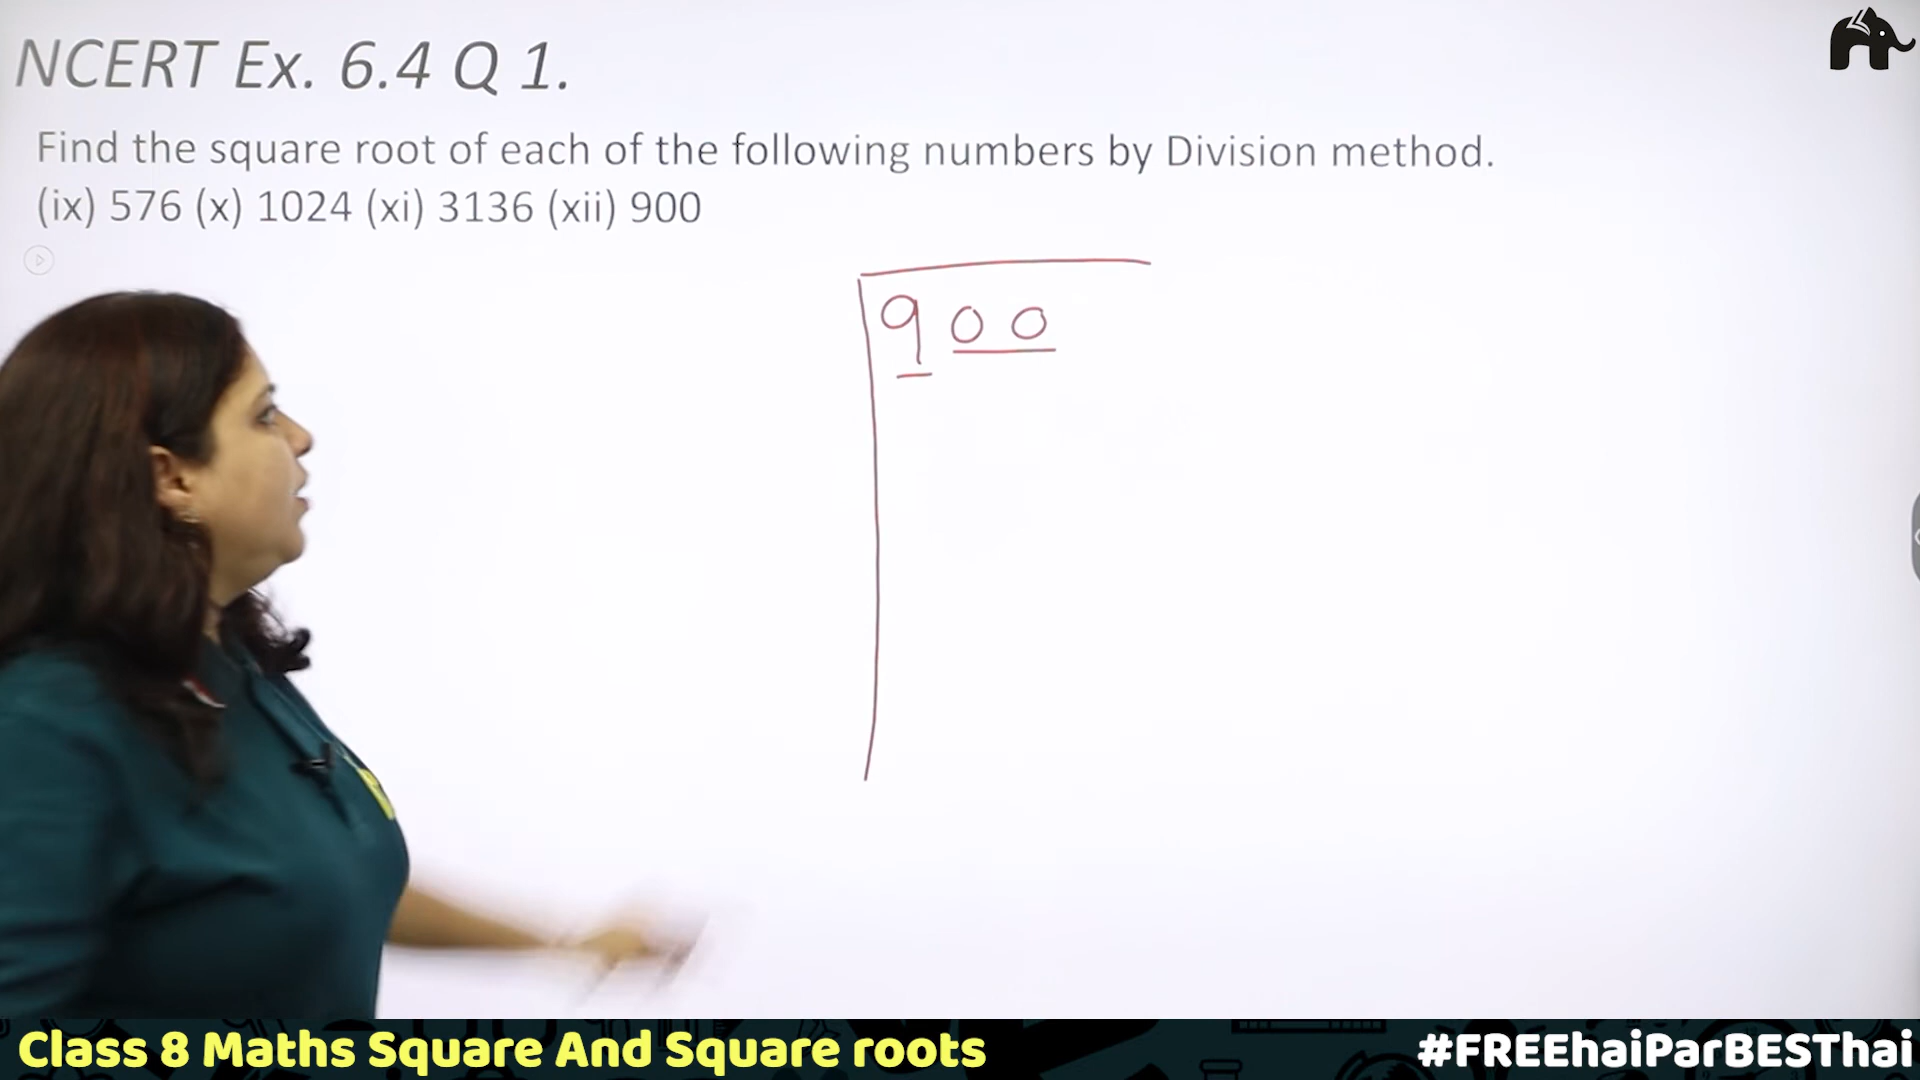 NCERT Ex. 6.4 Q 1.
Find the square root of each of the following numbers by Division method.
(ix) 576 (x) 1024 (xi) 3136 (xii) 900
900
Class 8 Maths Square And Square roots
#FREEhaiParBESThai